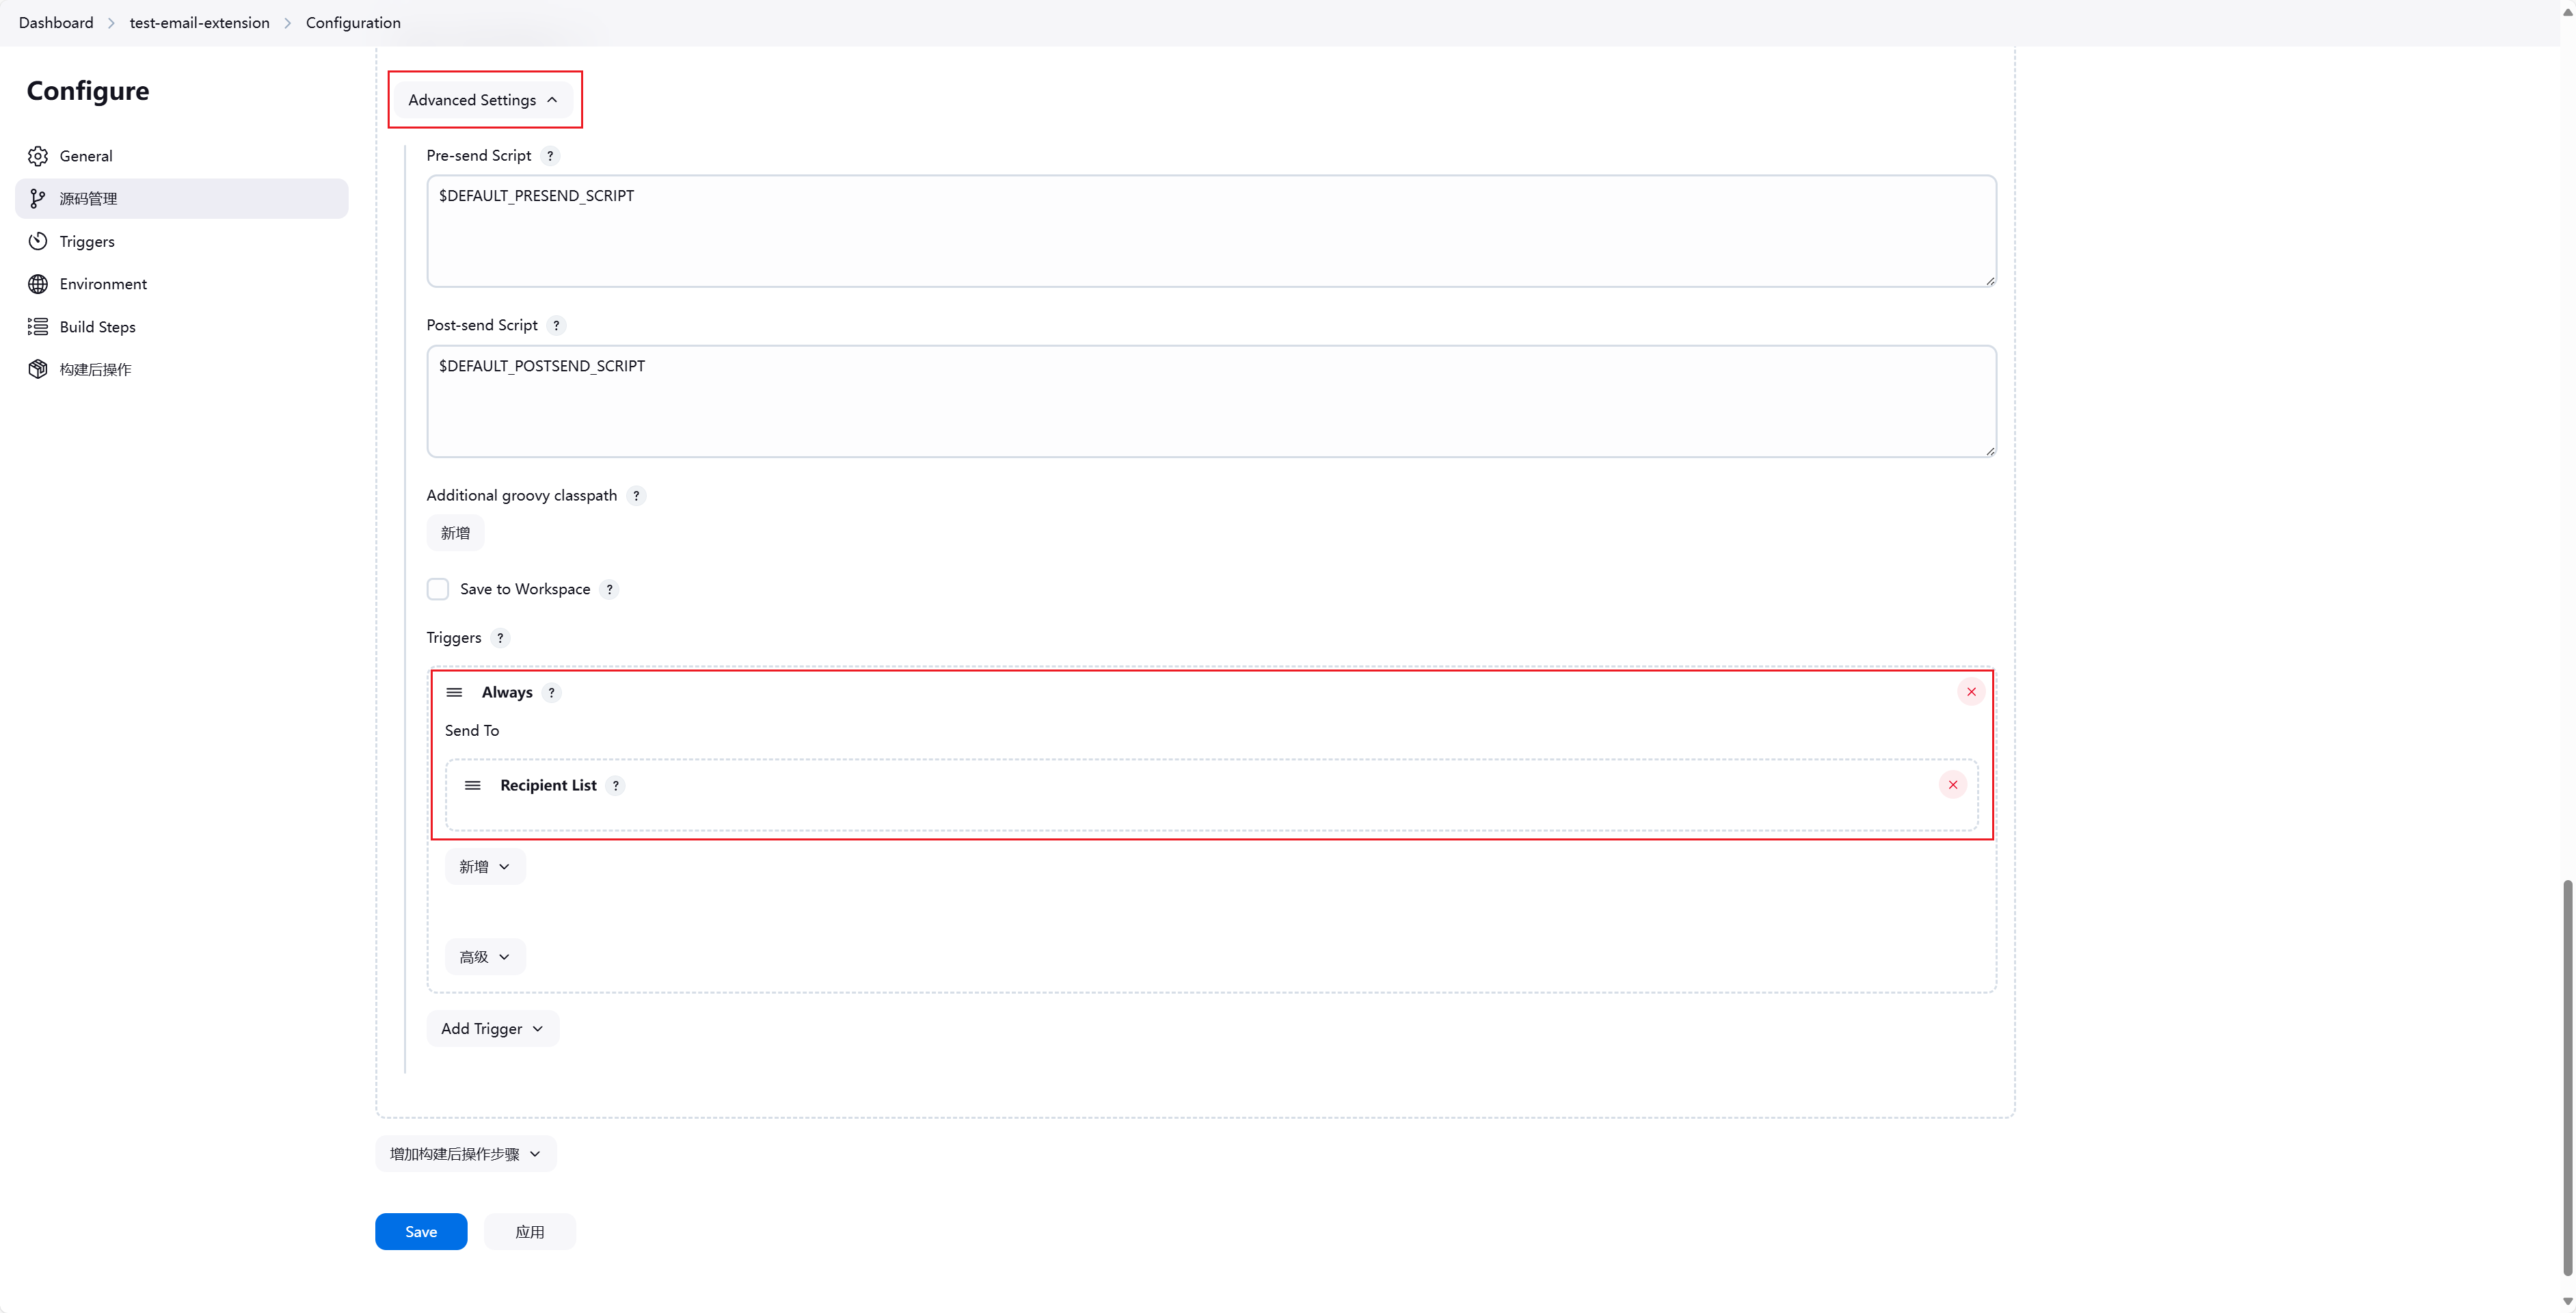 Dashboard > test-email-extension > Configuration
Configure
General
源码管理
Triggers
Environment
Build Steps
构建后操作
Advanced Settings
Pre-send Script ?
$DEFAULT_PRESEND_SCRIPT
Post-send Script ?
$DEFAULT_POSTSEND_SCRIPT
Additional groovy classpath ?
新增
Save to Workspace ?
Triggers ?
Always ?
Send To
Recipient List ?
新增
高级
Add Trigger
增加构建后操作步骤
Save 应用